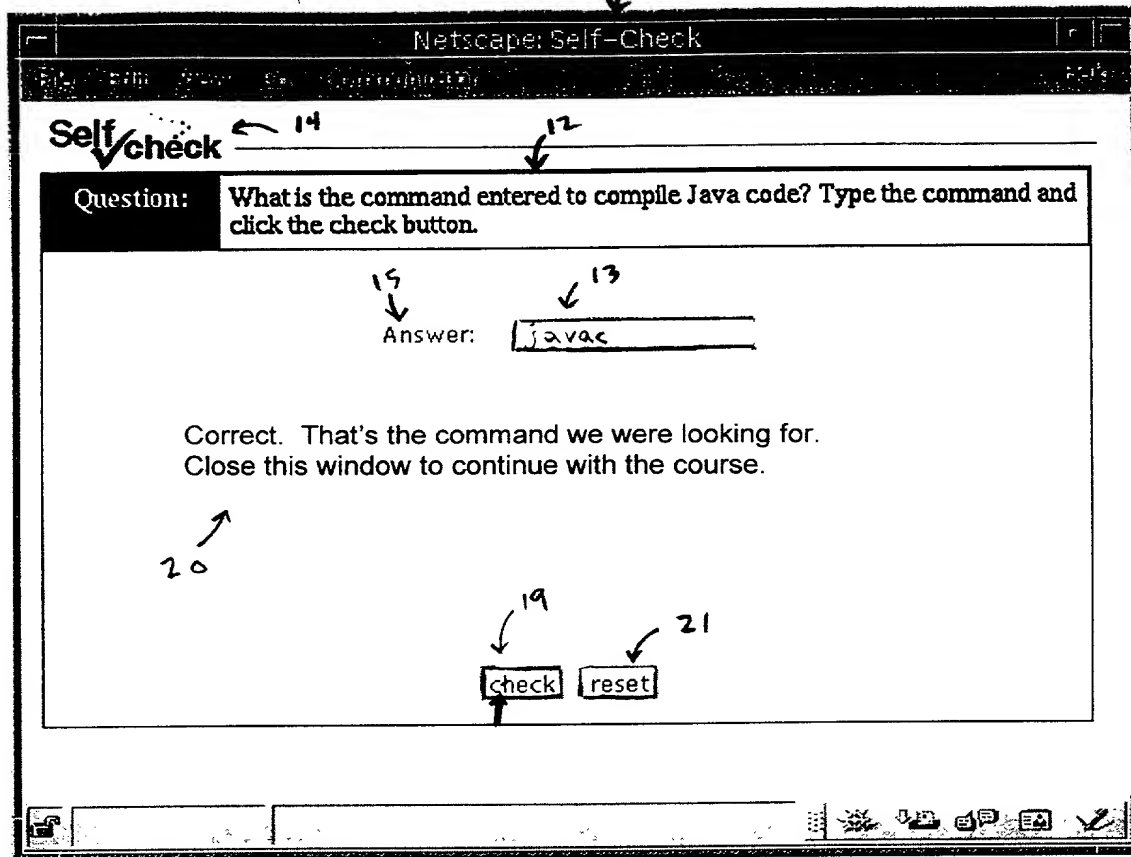 Netscape: Self-Check
Self check
14
12
Question:
What is the command entered to compile Java code? Type the command and
click the check button.
15
13
Answer:
javac
Correct. That's the command we were looking for.
Close this window to continue with the course.
20
19
21
check reset